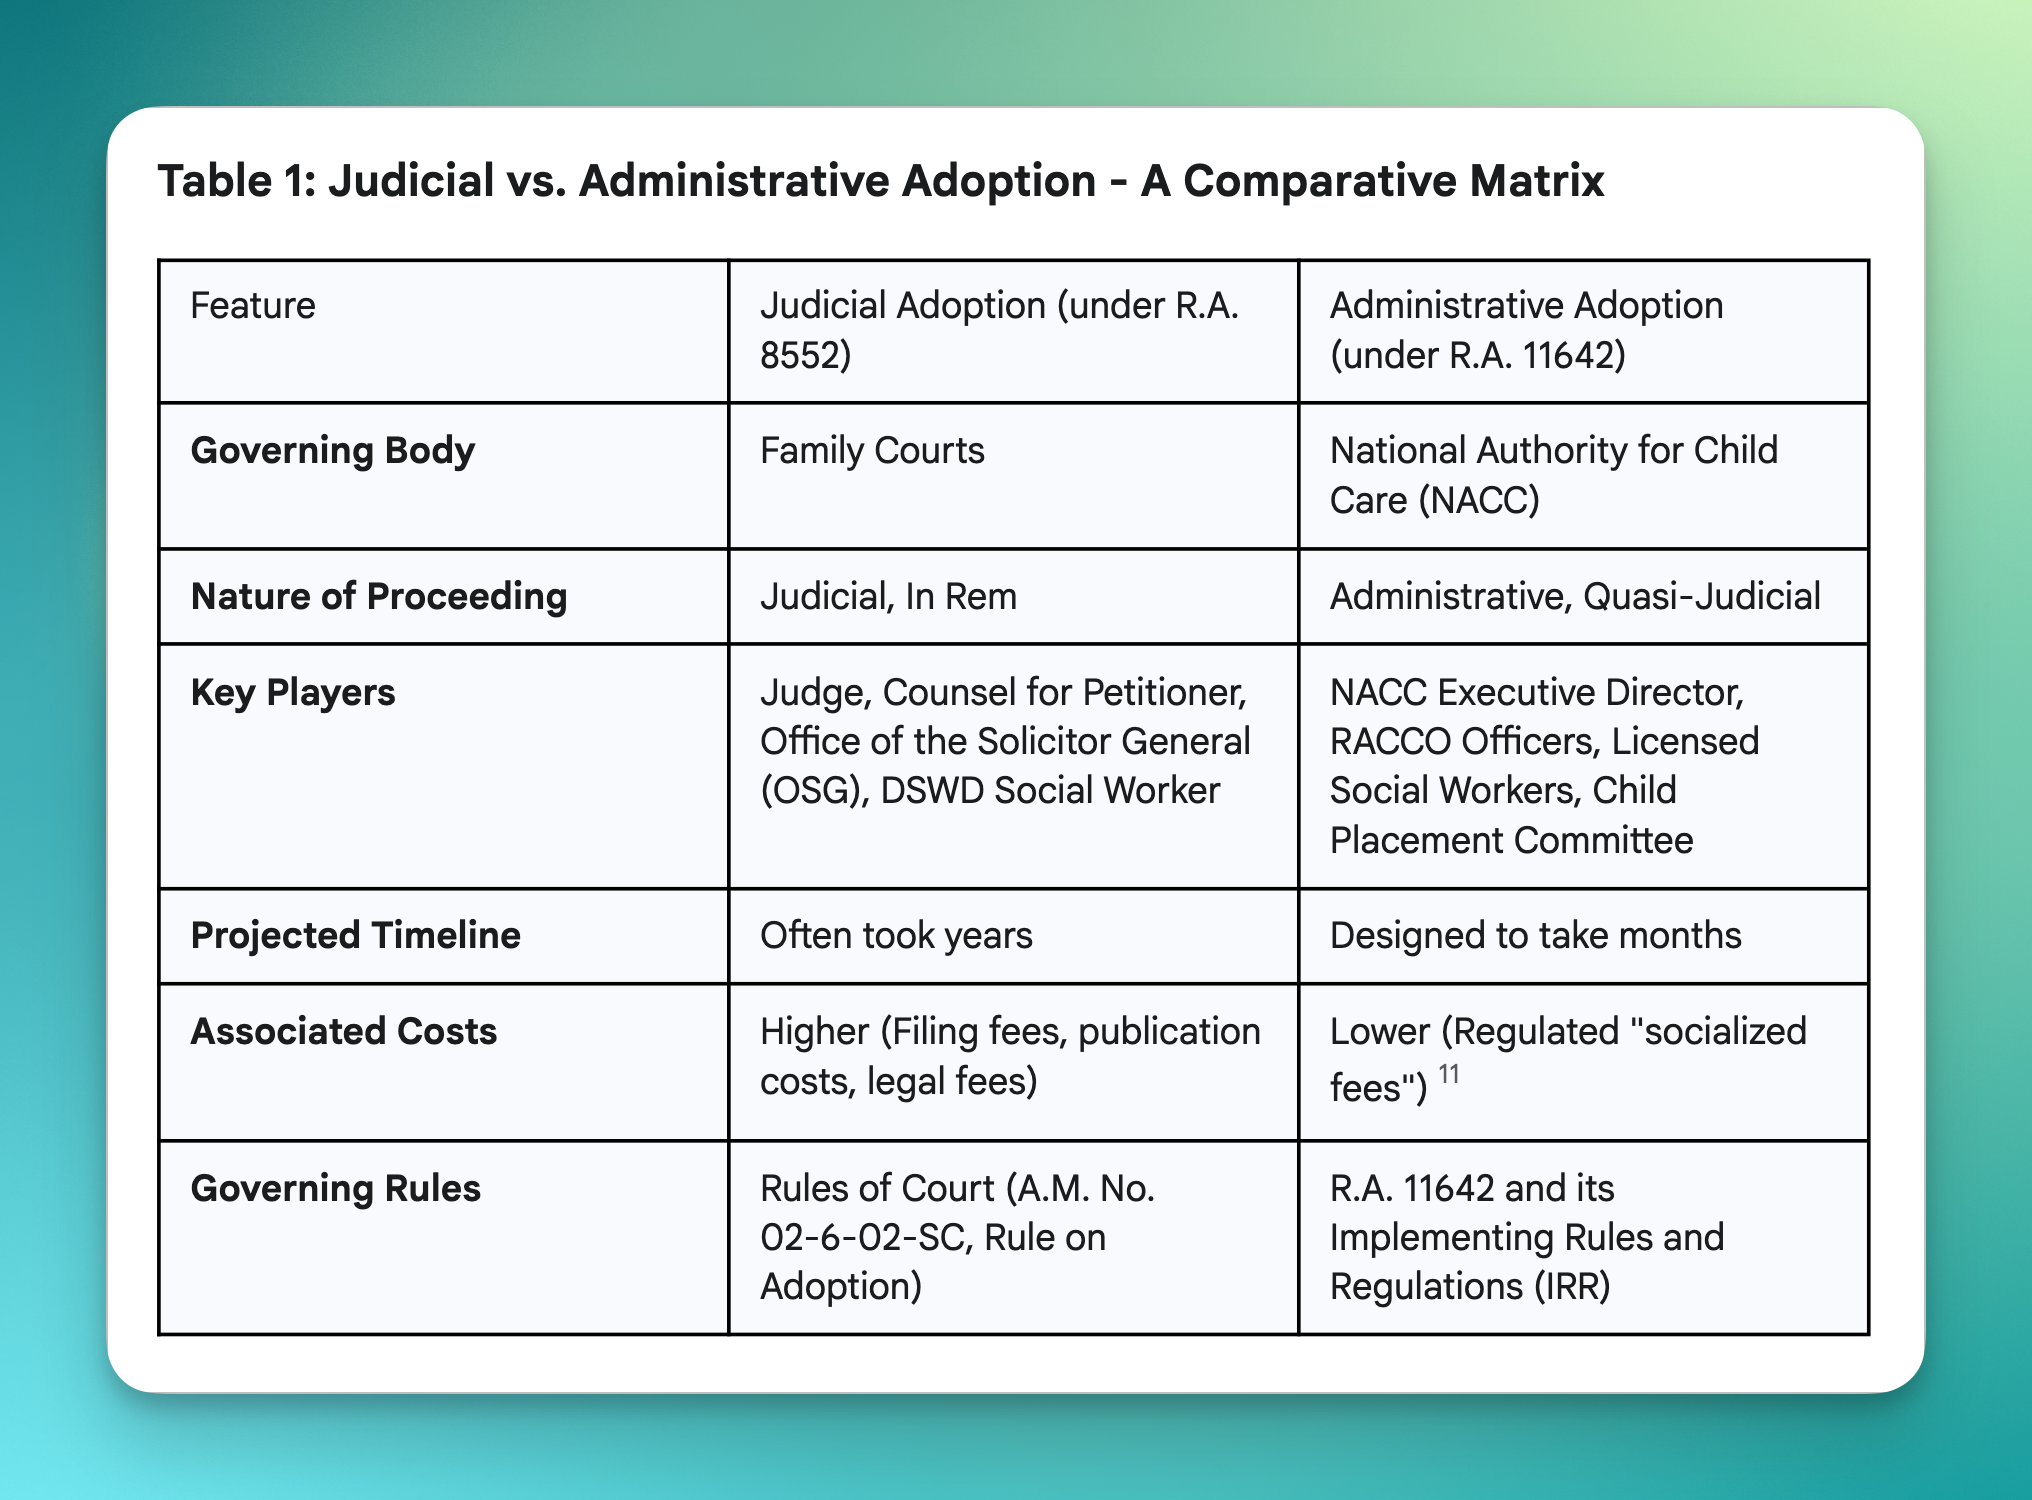 Table 1: Judicial vs. Administrative Adoption - A Comparative Matrix
Feature
Judicial Adoption (under R.A.
8552)
Administrative Adoption
(under R.A. 11642)
Governing Body
Family Courts
National Authority for Child
Care (NACC)
Nature of Proceeding
Judicial, In Rem
Administrative, Quasi-Judicial
Key Players
Judge, Counsel for Petitioner,
Office of the Solicitor General
(OSG), DSWD Social Worker
NACC Executive Director,
RACCO Officers, Licensed
Social Workers, Child
Placement Committee
Projected Timeline
Often took years
Designed to take months
Associated Costs
Higher (Filing fees, publication
costs, legal fees)
Lower (Regulated "socialized
fees") 11
Governing Rules
Rules of Court (A.M. No.
02-6-02-SC, Rule on
Adoption)
R.A. 11642 and its
Implementing Rules and
Regulations (IRR)